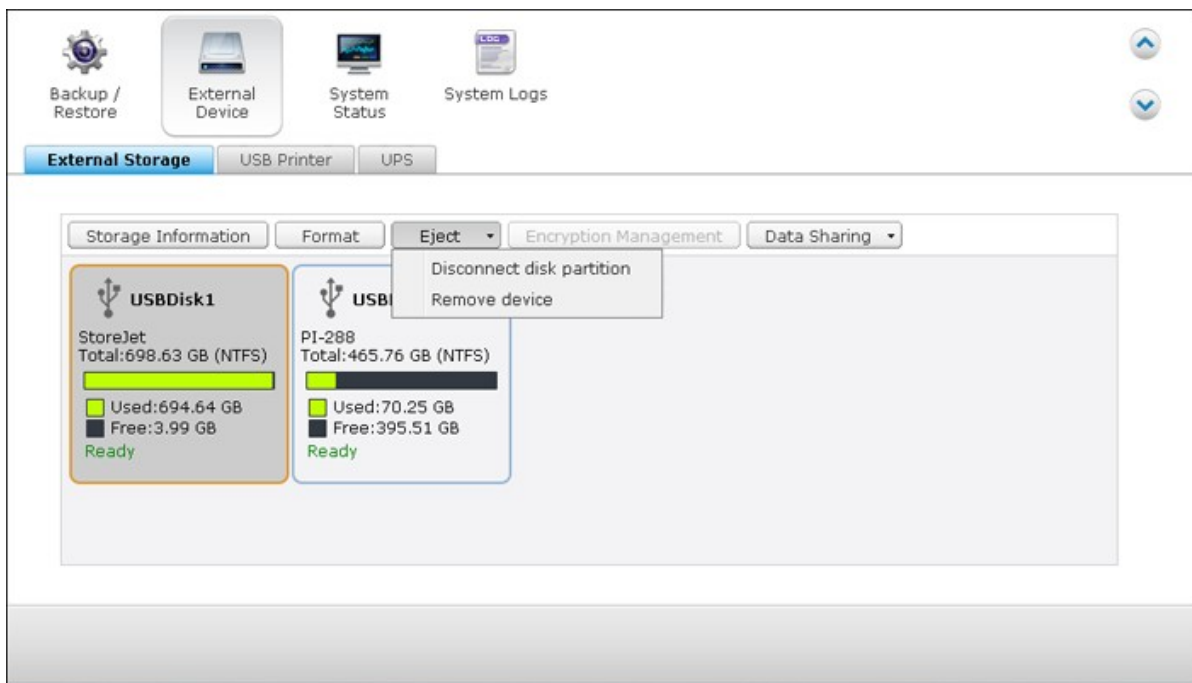 LOG
Backup /
Restore
External
Device
System
Status
System Logs
External Storage
USB Printer
UPS
Storage Information
Format
Eject
Encryption Management
Data Sharing
Disconnect disk partition
Remove device
USBDisk1
StoreJet
Total:698.63 GB (NTFS)
Used:694.64 GB
Free:3.99 GB
Ready
USB
PI-288
Total:465.76 GB (NTFS)
Used:70.25 GB
Free:395.51 GB
Ready